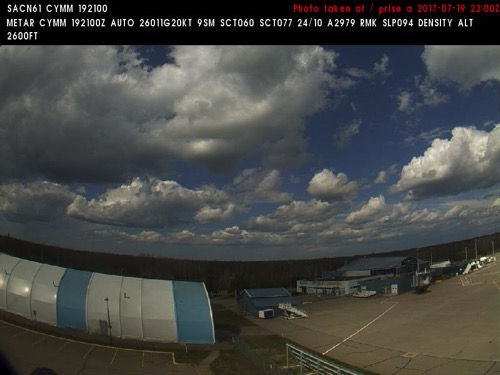 SACN61 CYMM 192100 Photo taken at / prise a 2017-07-19 22:00Z
METAR CYMM 192100Z AUTO 26011G20KT 9SM SCT060 SCT077 24/10 A2979 RMK SLP094 DENSITY ALT
2600FT